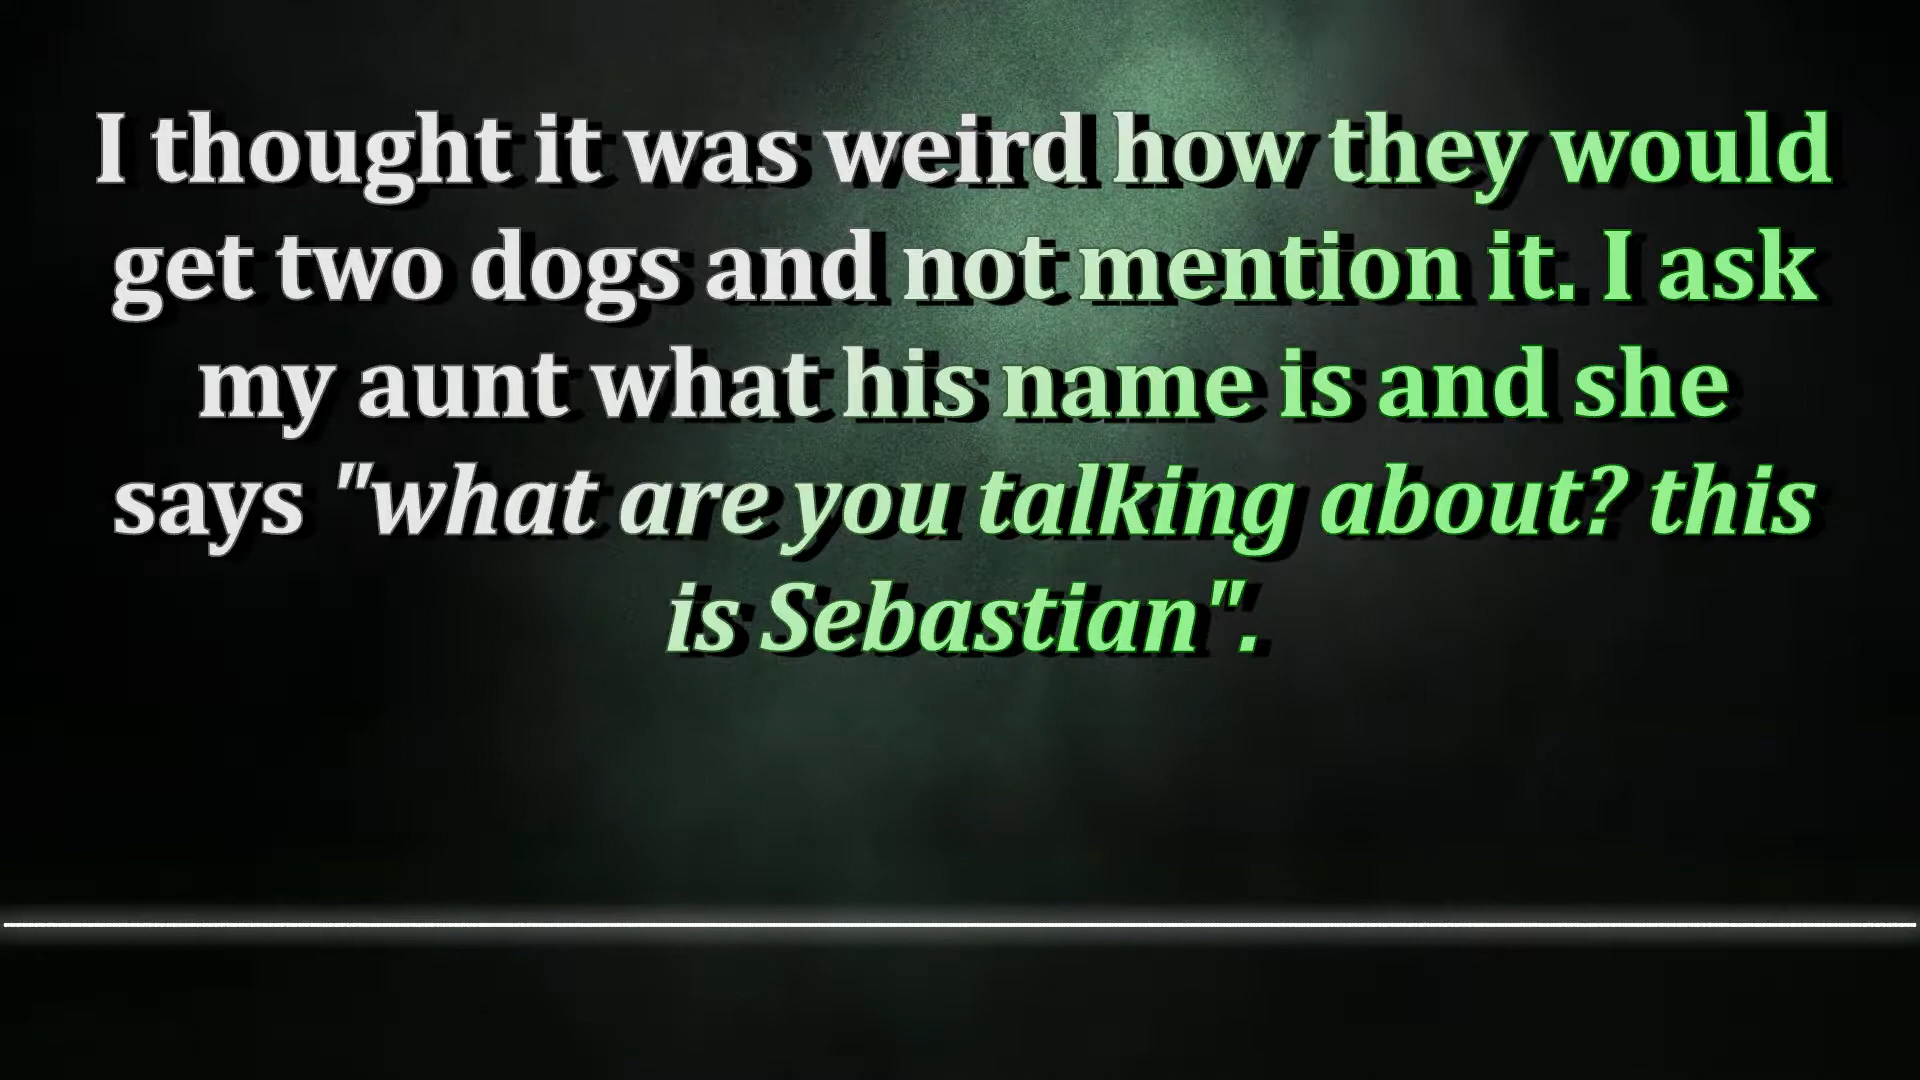 I thought it was weird how they would
get two dogs and not mention it. I ask
my aunt what his name is and she
says "what are you talking about? this
is Sebastian".